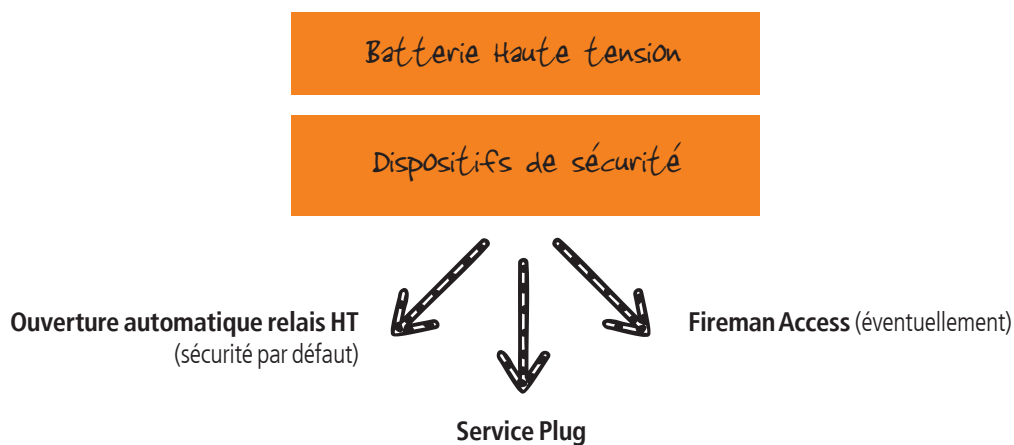 Batterie Haute tension
Dispositifs de sécurité
Ouverture automatique relais HT
(sécurité par défaut)
Fireman Access (éventuellement)
Service Plug